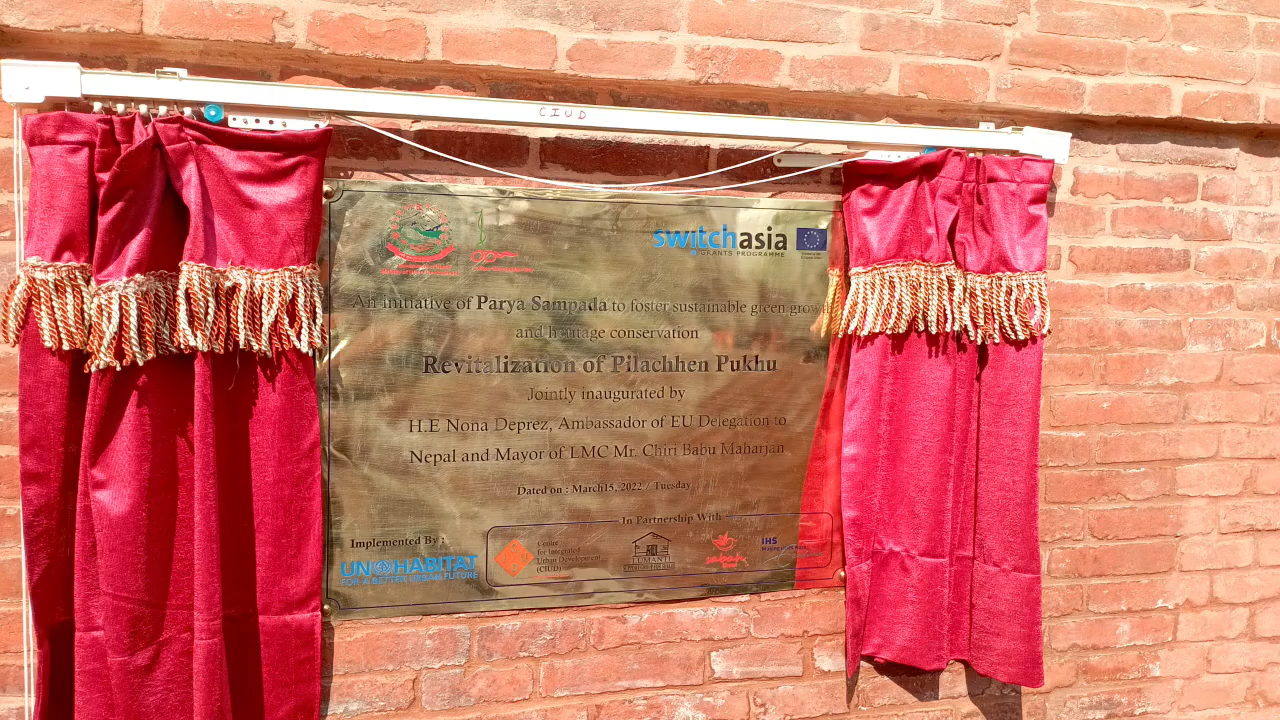 CIUD
switchasia
GRANTS PROGRAMME
An initiative of Parya Sampada to foster sustainable green grow
and heritage conservation
Revitalization of Pilachhen Pukhu
Jointly inaugurated by
H.E Nona Deprez, Ambassador of EU Delegation to
Nepal and Mayor of LMC Mr. Chiri Babu Maharjan
Dated on : March15, 2022 / Tuesday
In Partnership With
Implemented By :
UN HABITAT
FOR A BETTER URBAN FUTURE
Centre
for Integrated
Urban Development
(CIUD)
LUMANTI
IHS